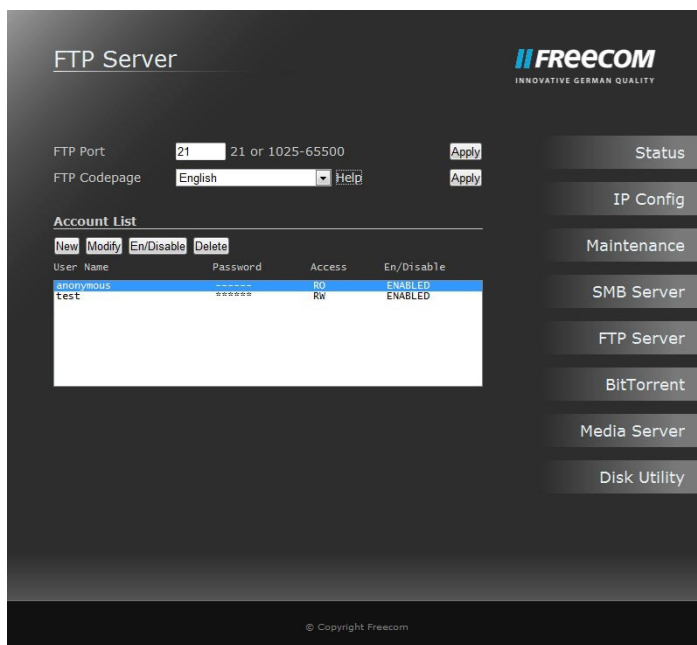 FTP Server
FREECOM
INNOVATIVE GERMAN QUALITY
FTP Port 21 21 or 1025-65500 Apply
FTP Codepage English Help Apply
Account List
New Modify En/Disable Delete
User Name Password Access En/Disable
anonymous ------ RO ENABLED
test ****** RW ENABLED
Status
IP Config
Maintenance
SMB Server
FTP Server
BitTorrent
Media Server
Disk Utility
© Copyright Freecom